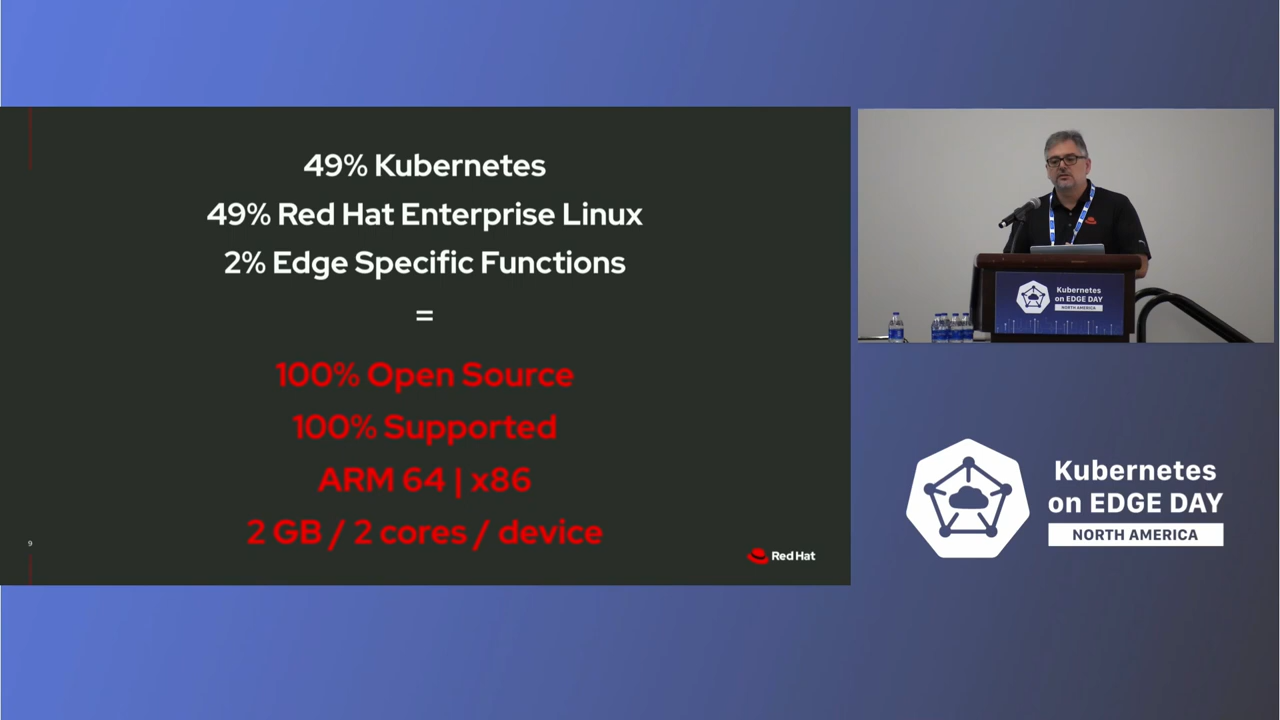 49% Kubernetes
49% Red Hat Enterprise Linux
2% Edge Specific Functions
=
100% Open Source
100% Supported
ARM 64 | x86
2 GB / 2 cores / device
9
Red Hat
Kubernetes
on EDGE DAY
NORTH AMERICA
Kubernetes
on EDGE DAY
NORTH AMERICA